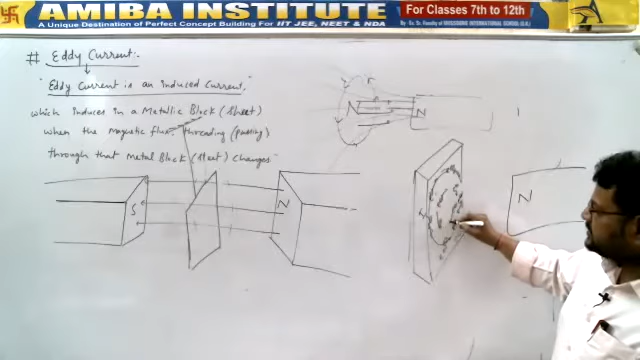 AMIBA INSTITUTE
A Unique Destination of Perfect Concept Building For IIT JEE, NEET & NDA
For Classes 7th to 12th
# Eddy Current:-
"Eddy Current is an induced Current."
which induces in a Metallic Block (sheet)
when the Magnetic flux threading (passing)
through that Metal Block (sheet) changes"
S
N
N
N
N